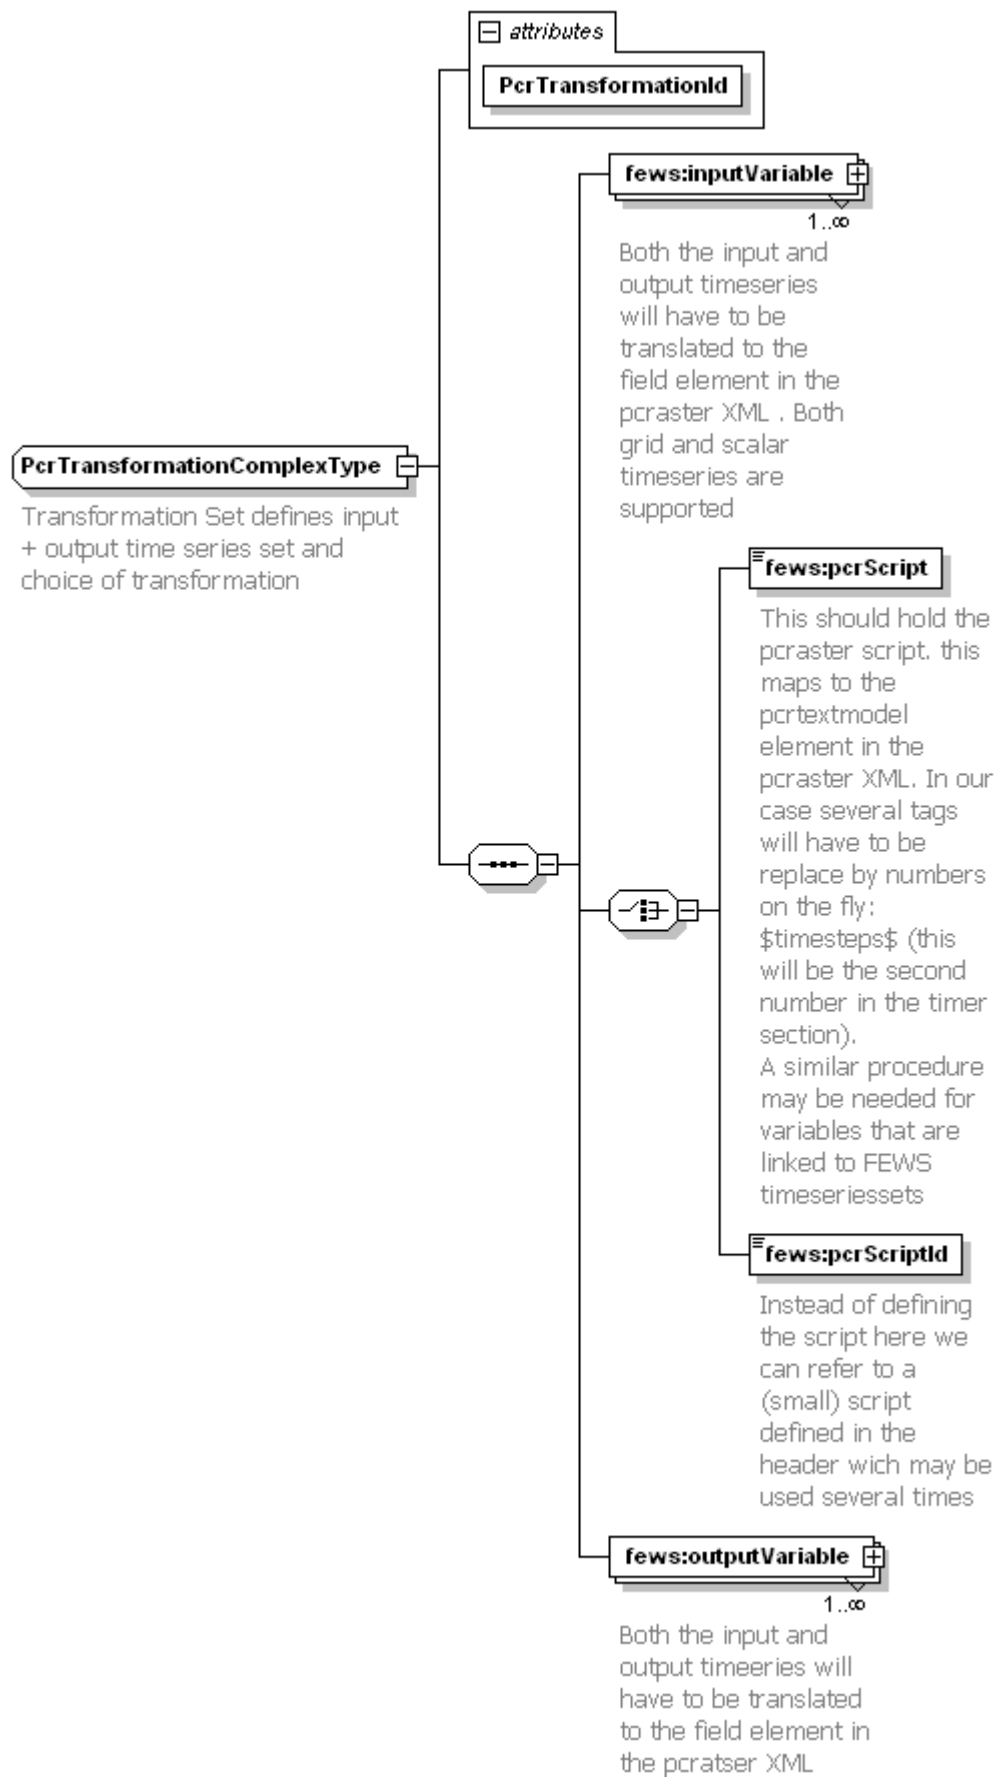 attributes
PcrTransformationId
fews:inputVariable
1..∞
Both the input and
output timeseries
will have to be
translated to the
field element in the
pcraster XML . Both
grid and scalar
timeseries are
supported
PcrTransformationComplexType
Transformation Set defines input
+ output time series set and
choice of transformation
fews:pcrScript
This should hold the
pcraster script. this
maps to the
pcrtextmodel
element in the
pcraster XML. In our
case several tags
will have to be
replace by numbers
on the fly:
$timesteps$ (this
will be the second
number in the timer
section).
A similar procedure
may be needed for
variables that are
linked to FEWS
timeseriessets
fews:pcrScriptId
Instead of defining
the script here we
can refer to a
(small) script
defined in the
header wich may be
used several times
fews:outputVariable
1..∞
Both the input and
output timeeries will
have to be translated
to the field element in
the pcratser XML